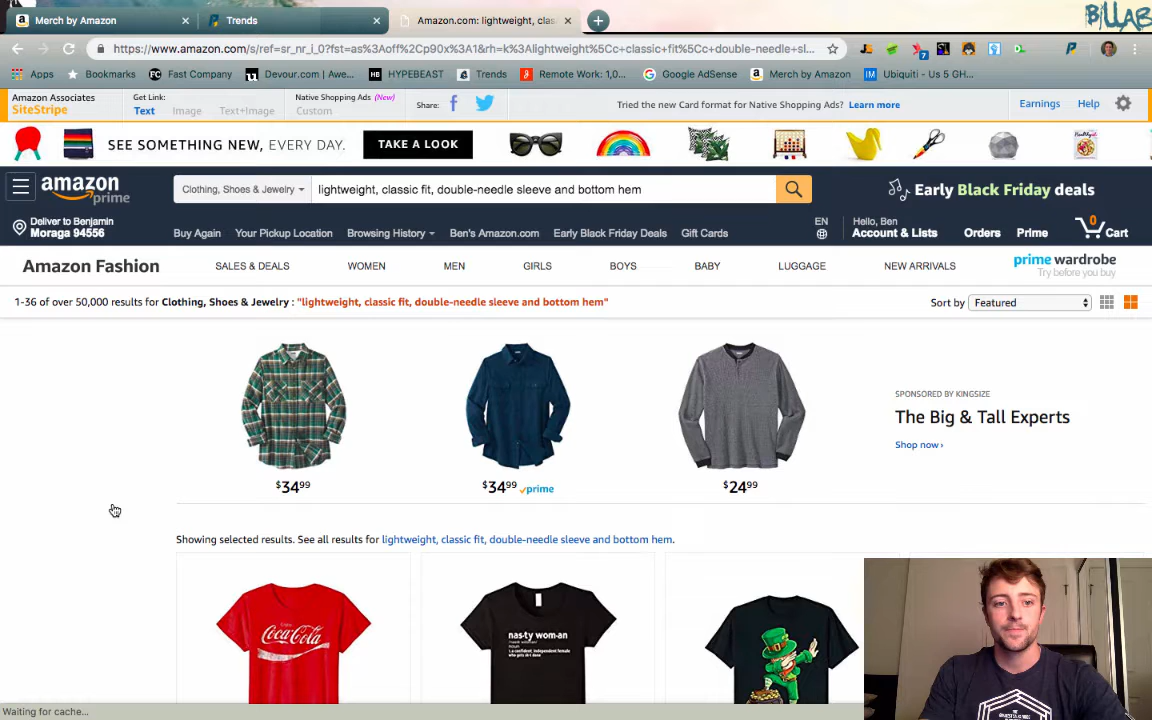 BILLAB
Merch by Amazon
Trends
Amazon.com: lightweight, clas
https://www.amazon.com/s/ref=sr_nr_i_0?fst=as%3Aoff%2Cp90x%3A1&rh=k%3Alightweight%5Cc+classic+fit%5Cc+double-needle+sl...
Apps
Bookmarks
FC Fast Company
Devour.com | Awe...
HB HYPEBEAST
Trends
Remote Work: 1,0...
G Google AdSense
Merch by Amazon
IM Ubiquiti - Us 5 GH...
Amazon Associates
SiteStripe
Get Link:
Text Image Text+Image
Native Shopping Ads (New)
Custom
Share:
Tried the new Card format for Native Shopping Ads? Learn more
Earnings Help
SEE SOMETHING NEW, EVERY DAY. TAKE A LOOK
amazon prime
Clothing, Shoes & Jewelry
lightweight, classic fit, double-needle sleeve and bottom hem
Early Black Friday deals
Deliver to Benjamin
Moraga 94556
Buy Again Your Pickup Location Browsing History Ben's Amazon.com Early Black Friday Deals Gift Cards
EN
Hello, Ben
Account & Lists
Orders Prime
0 Cart
Amazon Fashion
SALES & DEALS WOMEN MEN GIRLS BOYS BABY LUGGAGE NEW ARRIVALS
prime wardrobe
Try before you buy
1-36 of over 50,000 results for Clothing, Shoes & Jewelry : "lightweight, classic fit, double-needle sleeve and bottom hem"
Sort by Featured
$34⁹⁹
$34⁹⁹ prime
$24⁹⁹
SPONSORED BY KINGSIZE
The Big & Tall Experts
Shop now ›
Showing selected results. See all results for lightweight, classic fit, double-needle sleeve and bottom hem.
Coca-Cola
nas·ty wom·an
Waiting for cache...